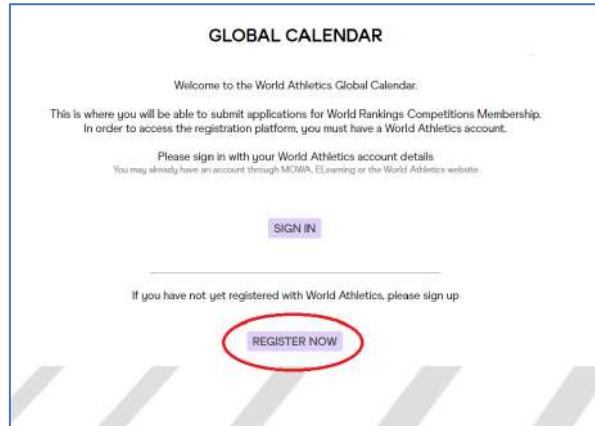 GLOBAL CALENDAR
Welcome to the World Athletics Global Calendar.
This is where you will be able to submit applications for World Rankings Competitions Membership.
In order to access the registration platform, you must have a World Athletics account.
Please sign in with your World Athletics account details
You may already have an account through MOWA, ELearning or the World Athletics website
SIGN IN
If you have not yet registered with World Athletics, please sign up
REGISTER NOW